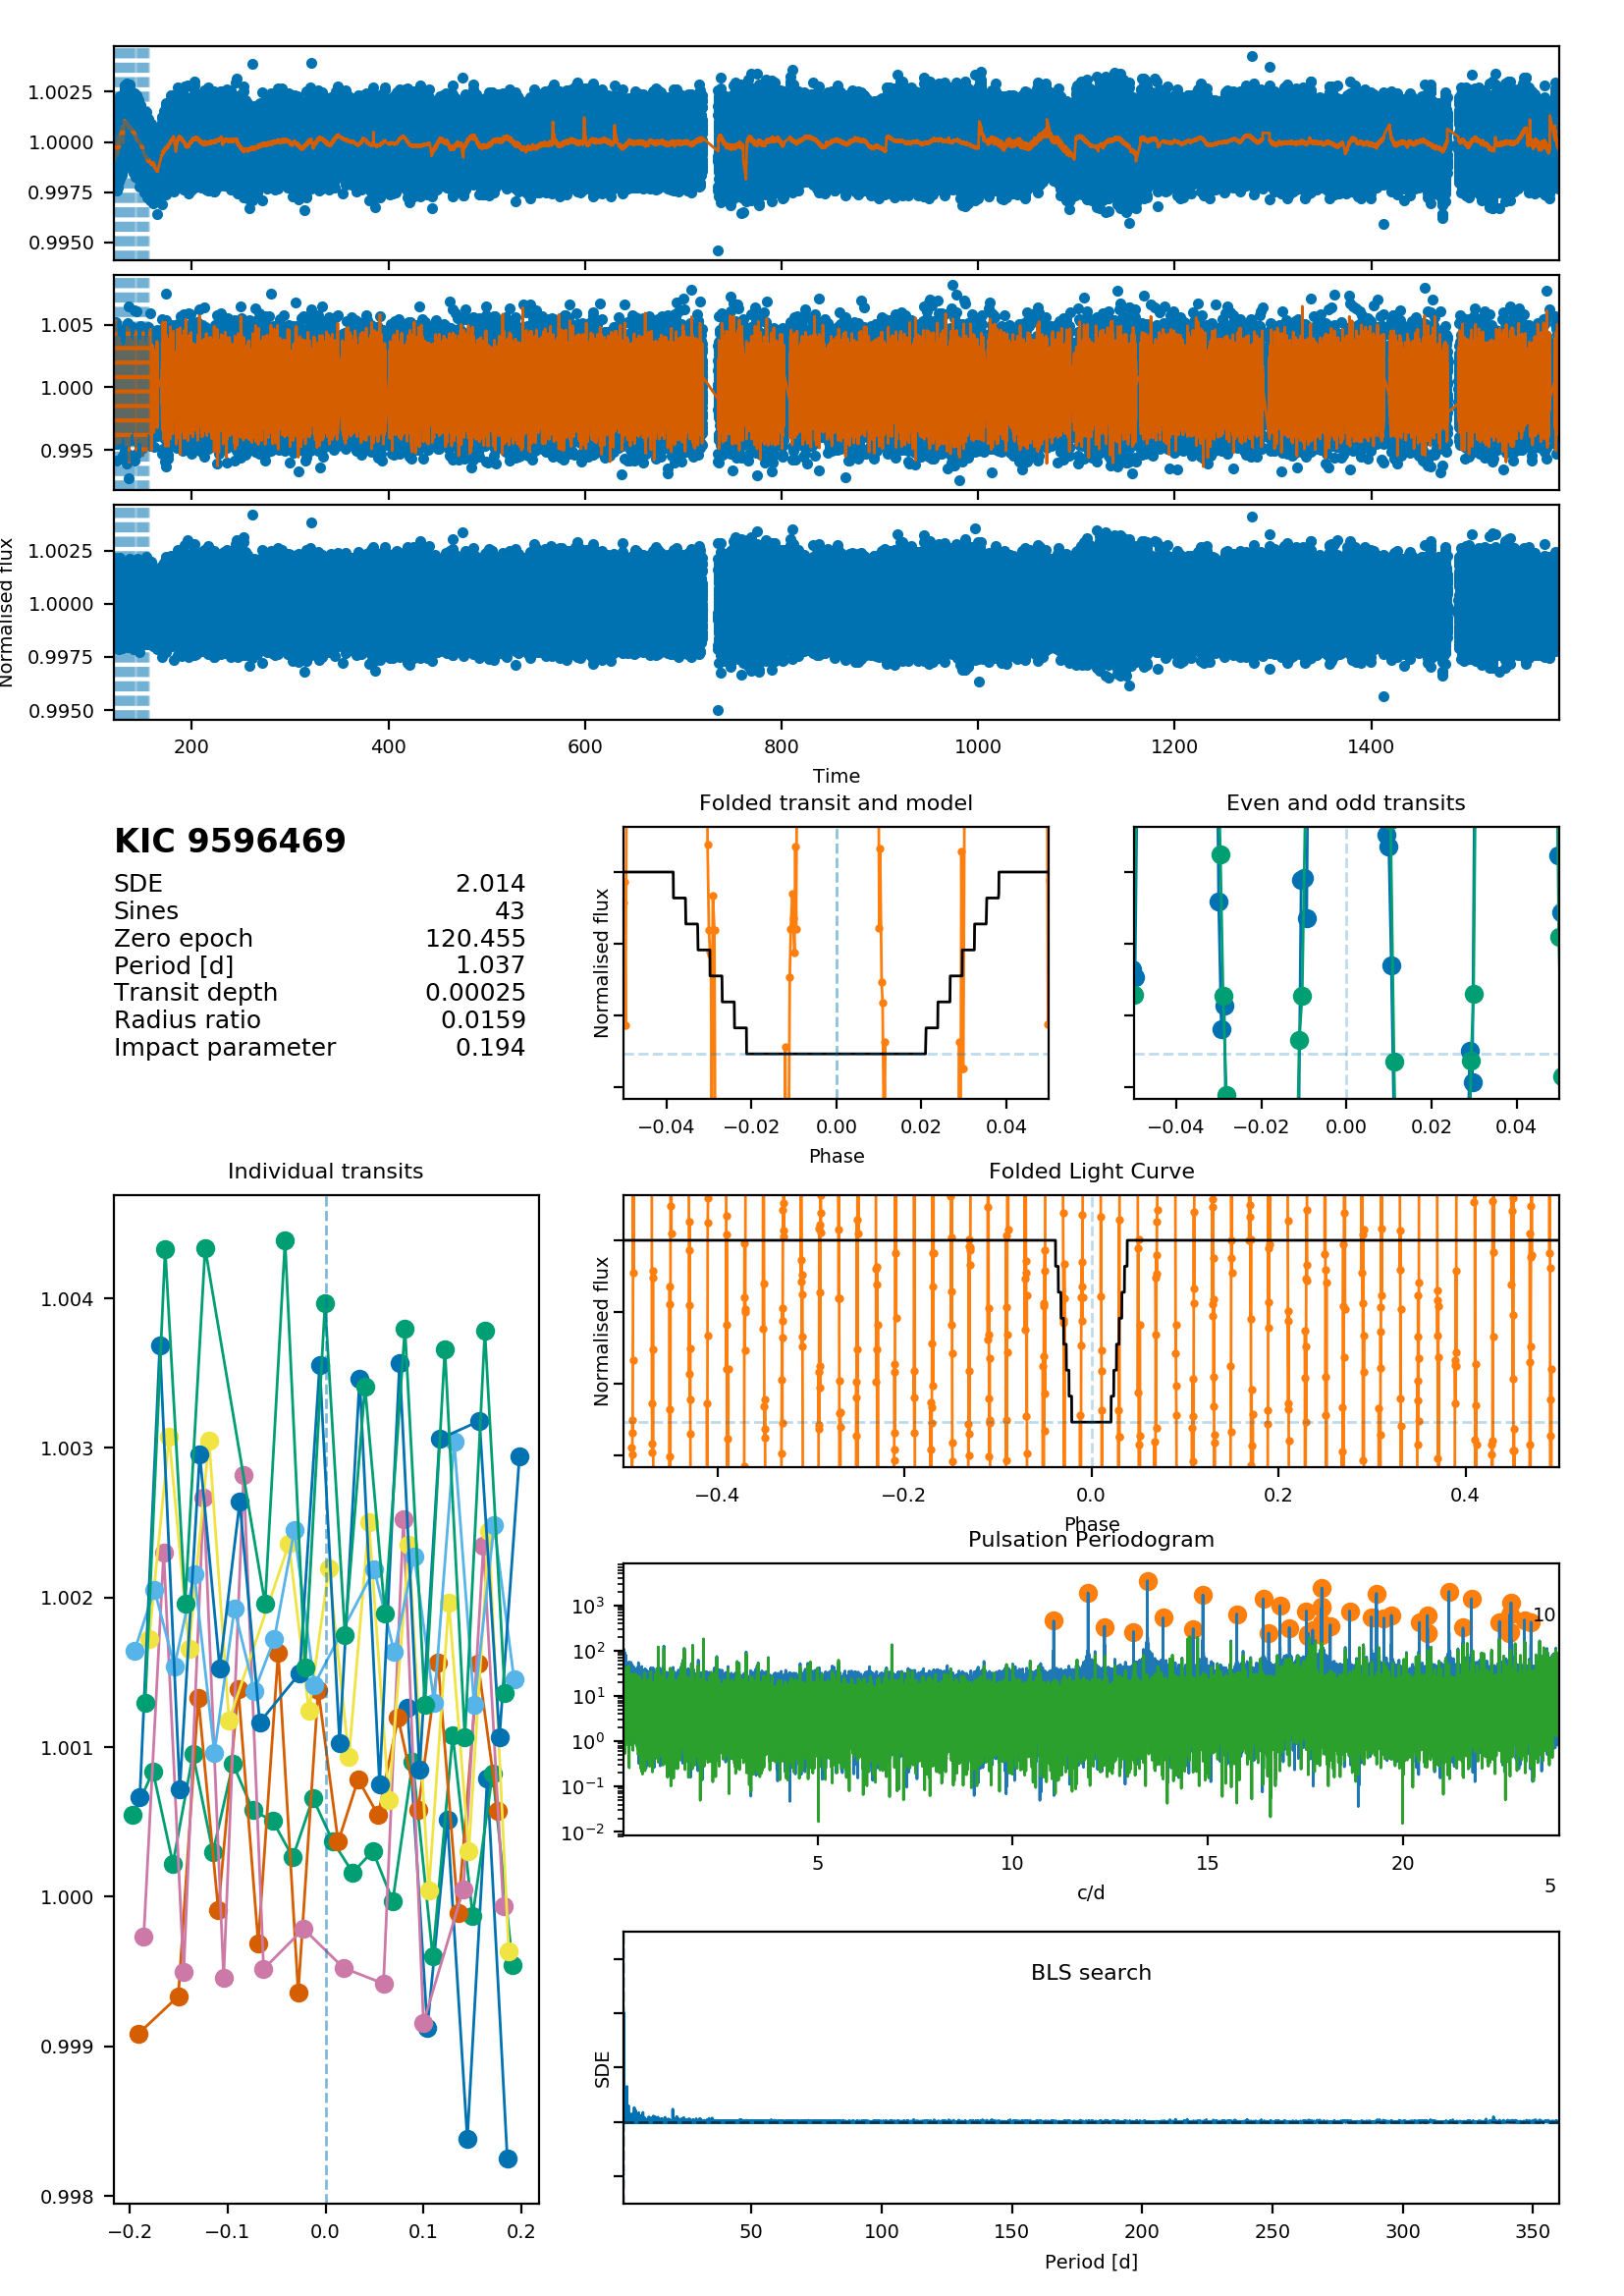 1.0025
1.0000
0.9975
0.9950
1.005
1.000
0.995
Normalised flux
1.0025
1.0000
0.9975
0.9950
200 400 600 800 1000 1200 1400
Time
KIC 9596469
SDE 2.014
Sines 43
Zero epoch 120.455
Period [d] 1.037
Transit depth 0.00025
Radius ratio 0.0159
Impact parameter 0.194
Folded transit and model
Normalised flux
−0.04 −0.02 0.00 0.02 0.04
Phase
Even and odd transits
−0.04 −0.02 0.00 0.02 0.04
Individual transits
1.004
1.003
1.002
1.001
1.000
0.999
0.998
−0.2 −0.1 0.0 0.1 0.2
Folded Light Curve
Normalised flux
−0.4 −0.2 0.0 0.2 0.4
Phase
Pulsation Periodogram
10³
10²
10¹
10⁰
10⁻¹
10⁻²
10
5 10 15 20
c/d
5
BLS search
SDE
50 100 150 200 250 300 350
Period [d]